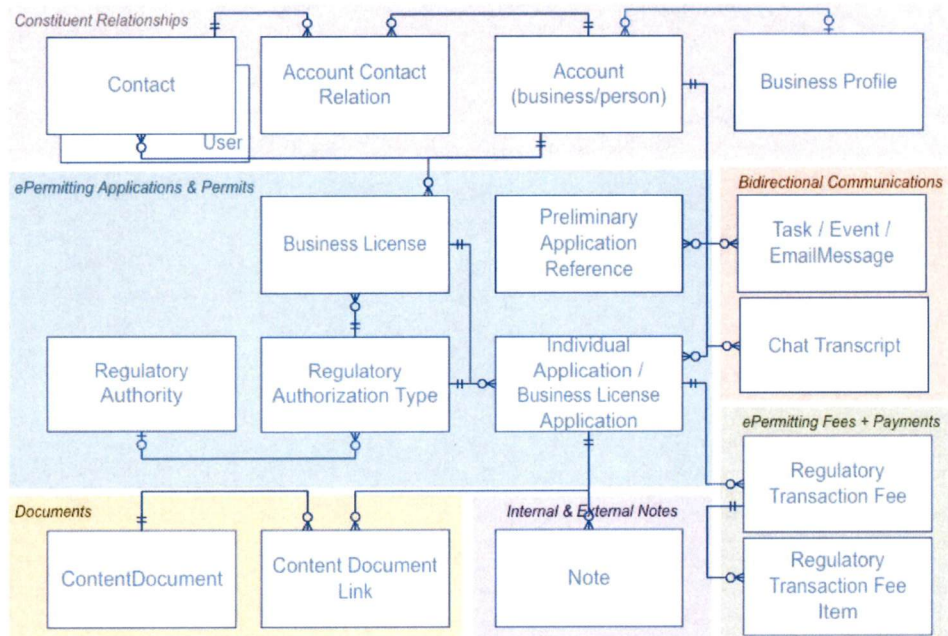 Constituent Relationships
Contact
User
Account Contact
Relation
Account
(business/person)
Business Profile
ePermitting Applications & Permits
Business License
Preliminary
Application
Reference
Regulatory
Authority
Regulatory
Authorization Type
Individual
Application /
Business License
Application
Bidirectional Communications
Task / Event /
EmailMessage
Chat Transcript
ePermitting Fees + Payments
Regulatory
Transaction Fee
Regulatory
Transaction Fee
Item
Documents
ContentDocument
Content Document
Link
Internal & External Notes
Note